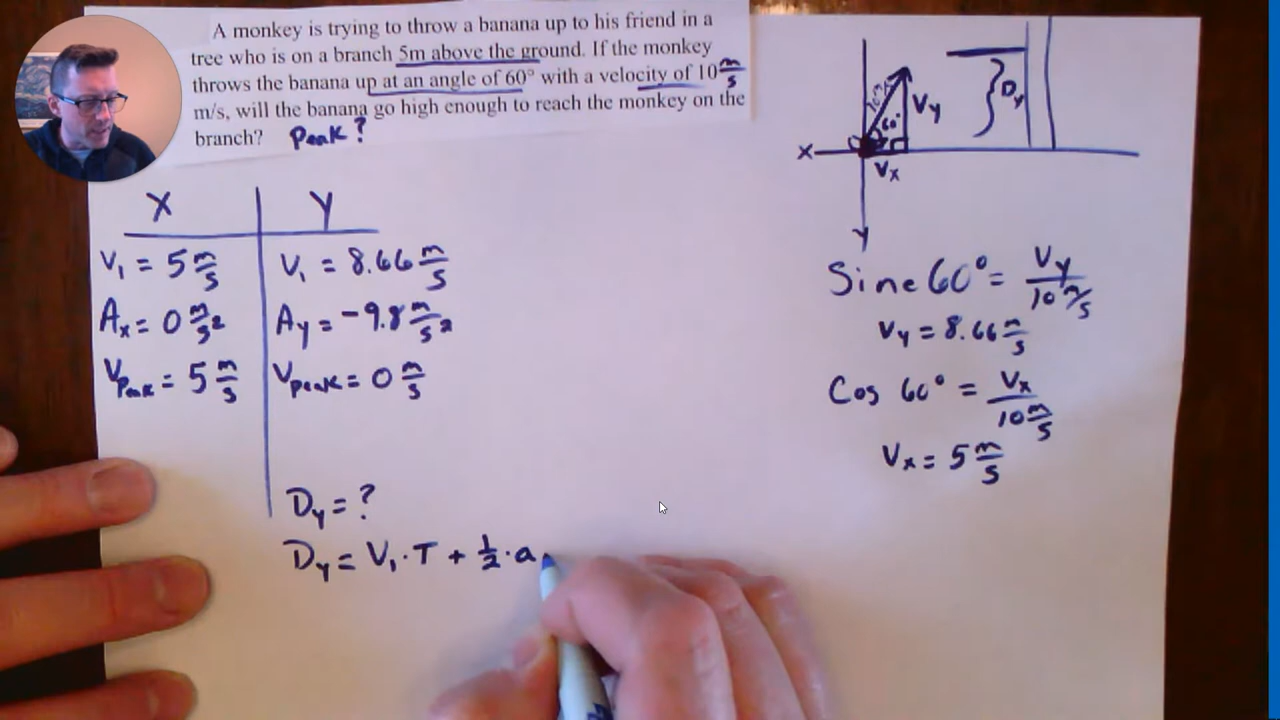 A monkey is trying to throw a banana up to his friend in a
tree who is on a branch 5m above the ground. If the monkey
throws the banana up at an angle of 60° with a velocity of 10 m/s
m/s, will the banana go high enough to reach the monkey on the
branch? Peak?
X Y
V₁ = 5 m/s V₁ = 8.66 m/s
Aₓ = 0 m/s² Ay = -9.8 m/s²
VPeak = 5 m/s Vpeak = 0 m/s
Dy = ?
Dy = V₁ · T + 1/2 · a
60°
Vy
Dy
X
Vx
Y
Sine 60° = Vy / 10 m/s
Vy = 8.66 m/s
Cos 60° = Vx / 10 m/s
Vx = 5 m/s